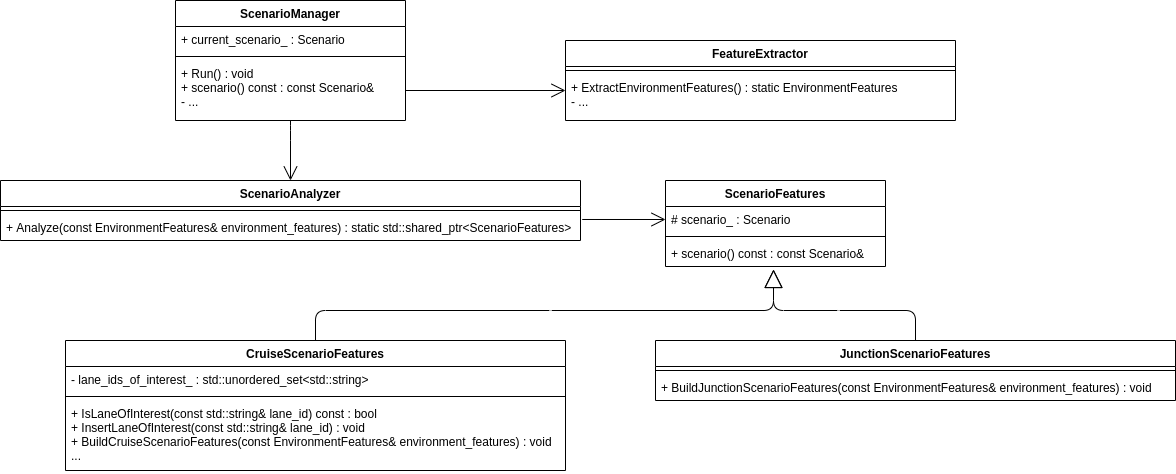 ScenarioManager
+ current_scenario_ : Scenario
+ Run() : void
+ scenario() const : const Scenario&
- ...
FeatureExtractor
+ ExtractEnvironmentFeatures() : static EnvironmentFeatures
- ...
ScenarioAnalyzer
+ Analyze(const EnvironmentFeatures& environment_features) : static std::shared_ptr<ScenarioFeatures>
ScenarioFeatures
# scenario_ : Scenario
+ scenario() const : const Scenario&
CruiseScenarioFeatures
- lane_ids_of_interest_ : std::unordered_set<std::string>
+ IsLaneOfInterest(const std::string& lane_id) const : bool
+ InsertLaneOfInterest(const std::string& lane_id) : void
+ BuildCruiseScenarioFeatures(const EnvironmentFeatures& environment_features) : void
...
JunctionScenarioFeatures
+ BuildJunctionScenarioFeatures(const EnvironmentFeatures& environment_features) : void